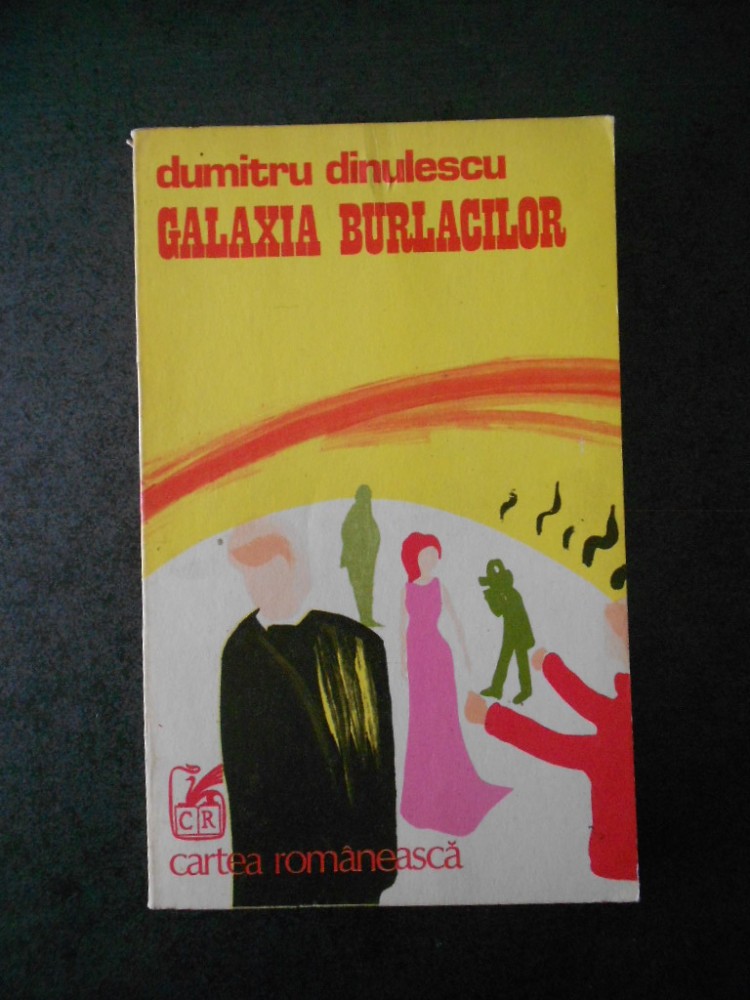 dumitru dinulescu
GALAXIA BURLACILOR
CR
cartea românească